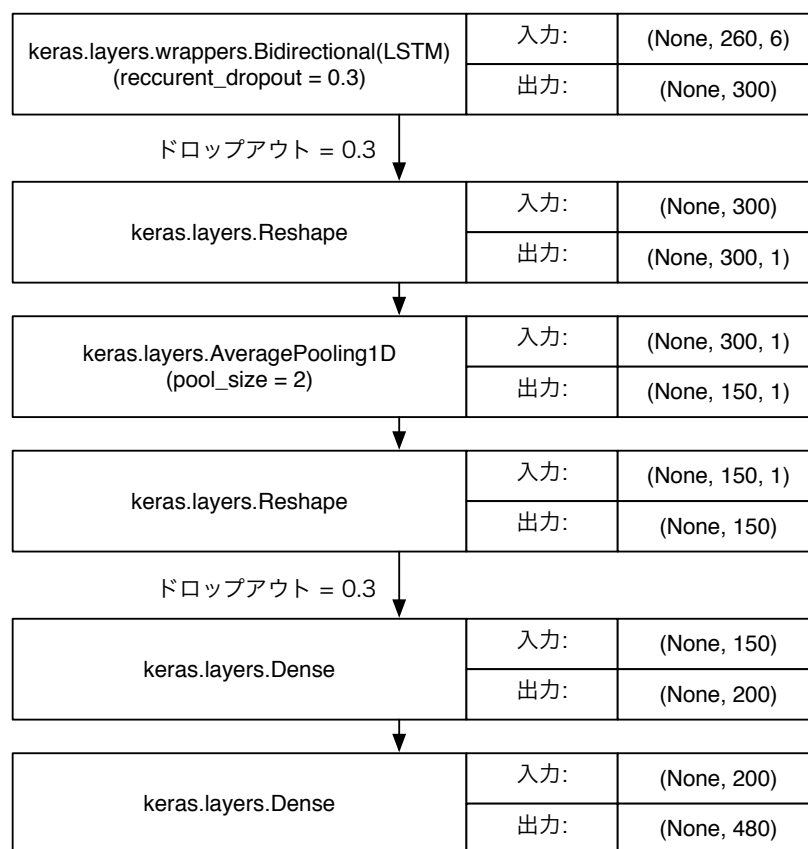 keras.layers.wrappers.Bidirectional(LSTM)
(reccurent_dropout = 0.3)
入力:
(None, 260, 6)
出力:
(None, 300)
ドロップアウト = 0.3
keras.layers.Reshape
入力:
(None, 300)
出力:
(None, 300, 1)
keras.layers.AveragePooling1D
(pool_size = 2)
入力:
(None, 300, 1)
出力:
(None, 150, 1)
keras.layers.Reshape
入力:
(None, 150, 1)
出力:
(None, 150)
ドロップアウト = 0.3
keras.layers.Dense
入力:
(None, 150)
出力:
(None, 200)
keras.layers.Dense
入力:
(None, 200)
出力:
(None, 480)